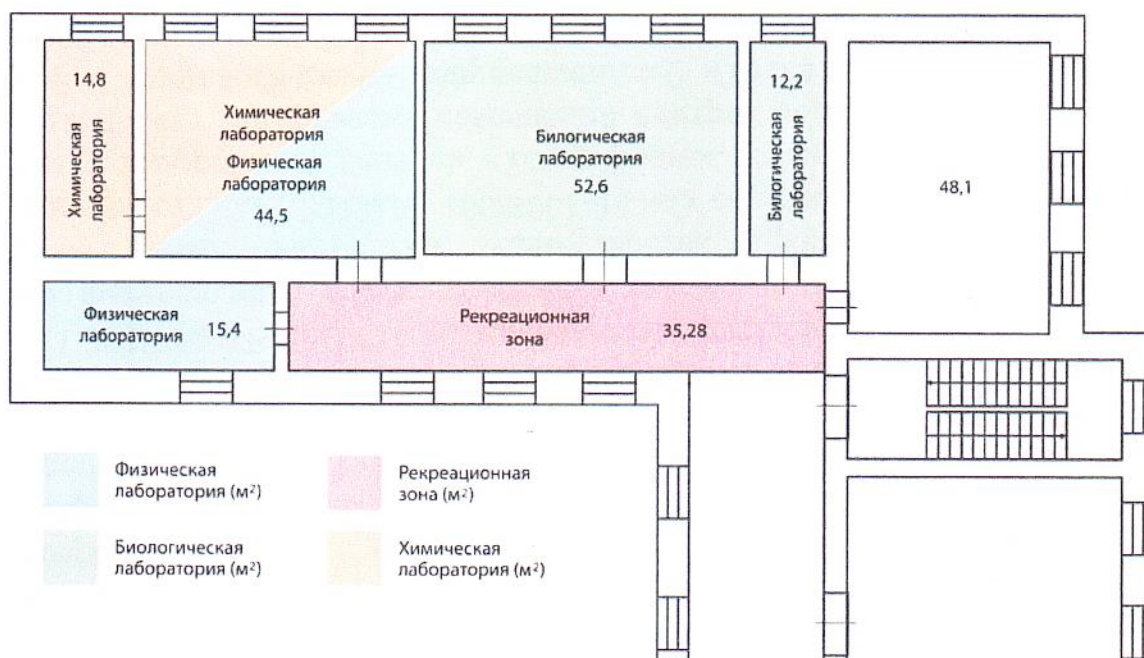 14,8
Химическая
лаборатория
Химическая
лаборатория
Физическая
лаборатория
44,5
Билогическая
лаборатория
52,6
12,2
Билогическая
лаборатория
48,1
Физическая
лаборатория
15,4
Рекреационная
зона
35,28
Физическая
лаборатория (м²)
Рекреационная
зона (м²)
Биологическая
лаборатория (м²)
Химическая
лаборатория (м²)